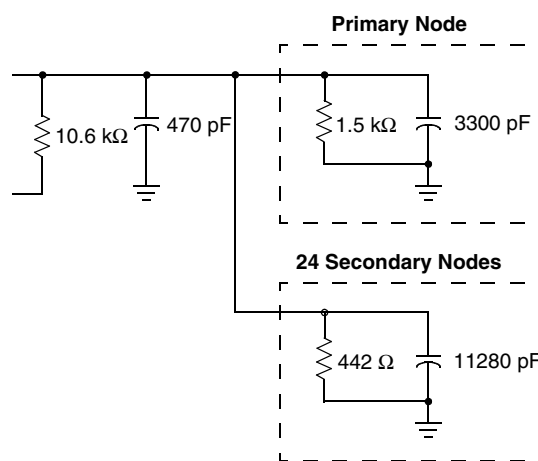 Primary Node
10.6 kΩ
470 pF
1.5 kΩ
3300 pF
24 Secondary Nodes
442 Ω
11280 pF